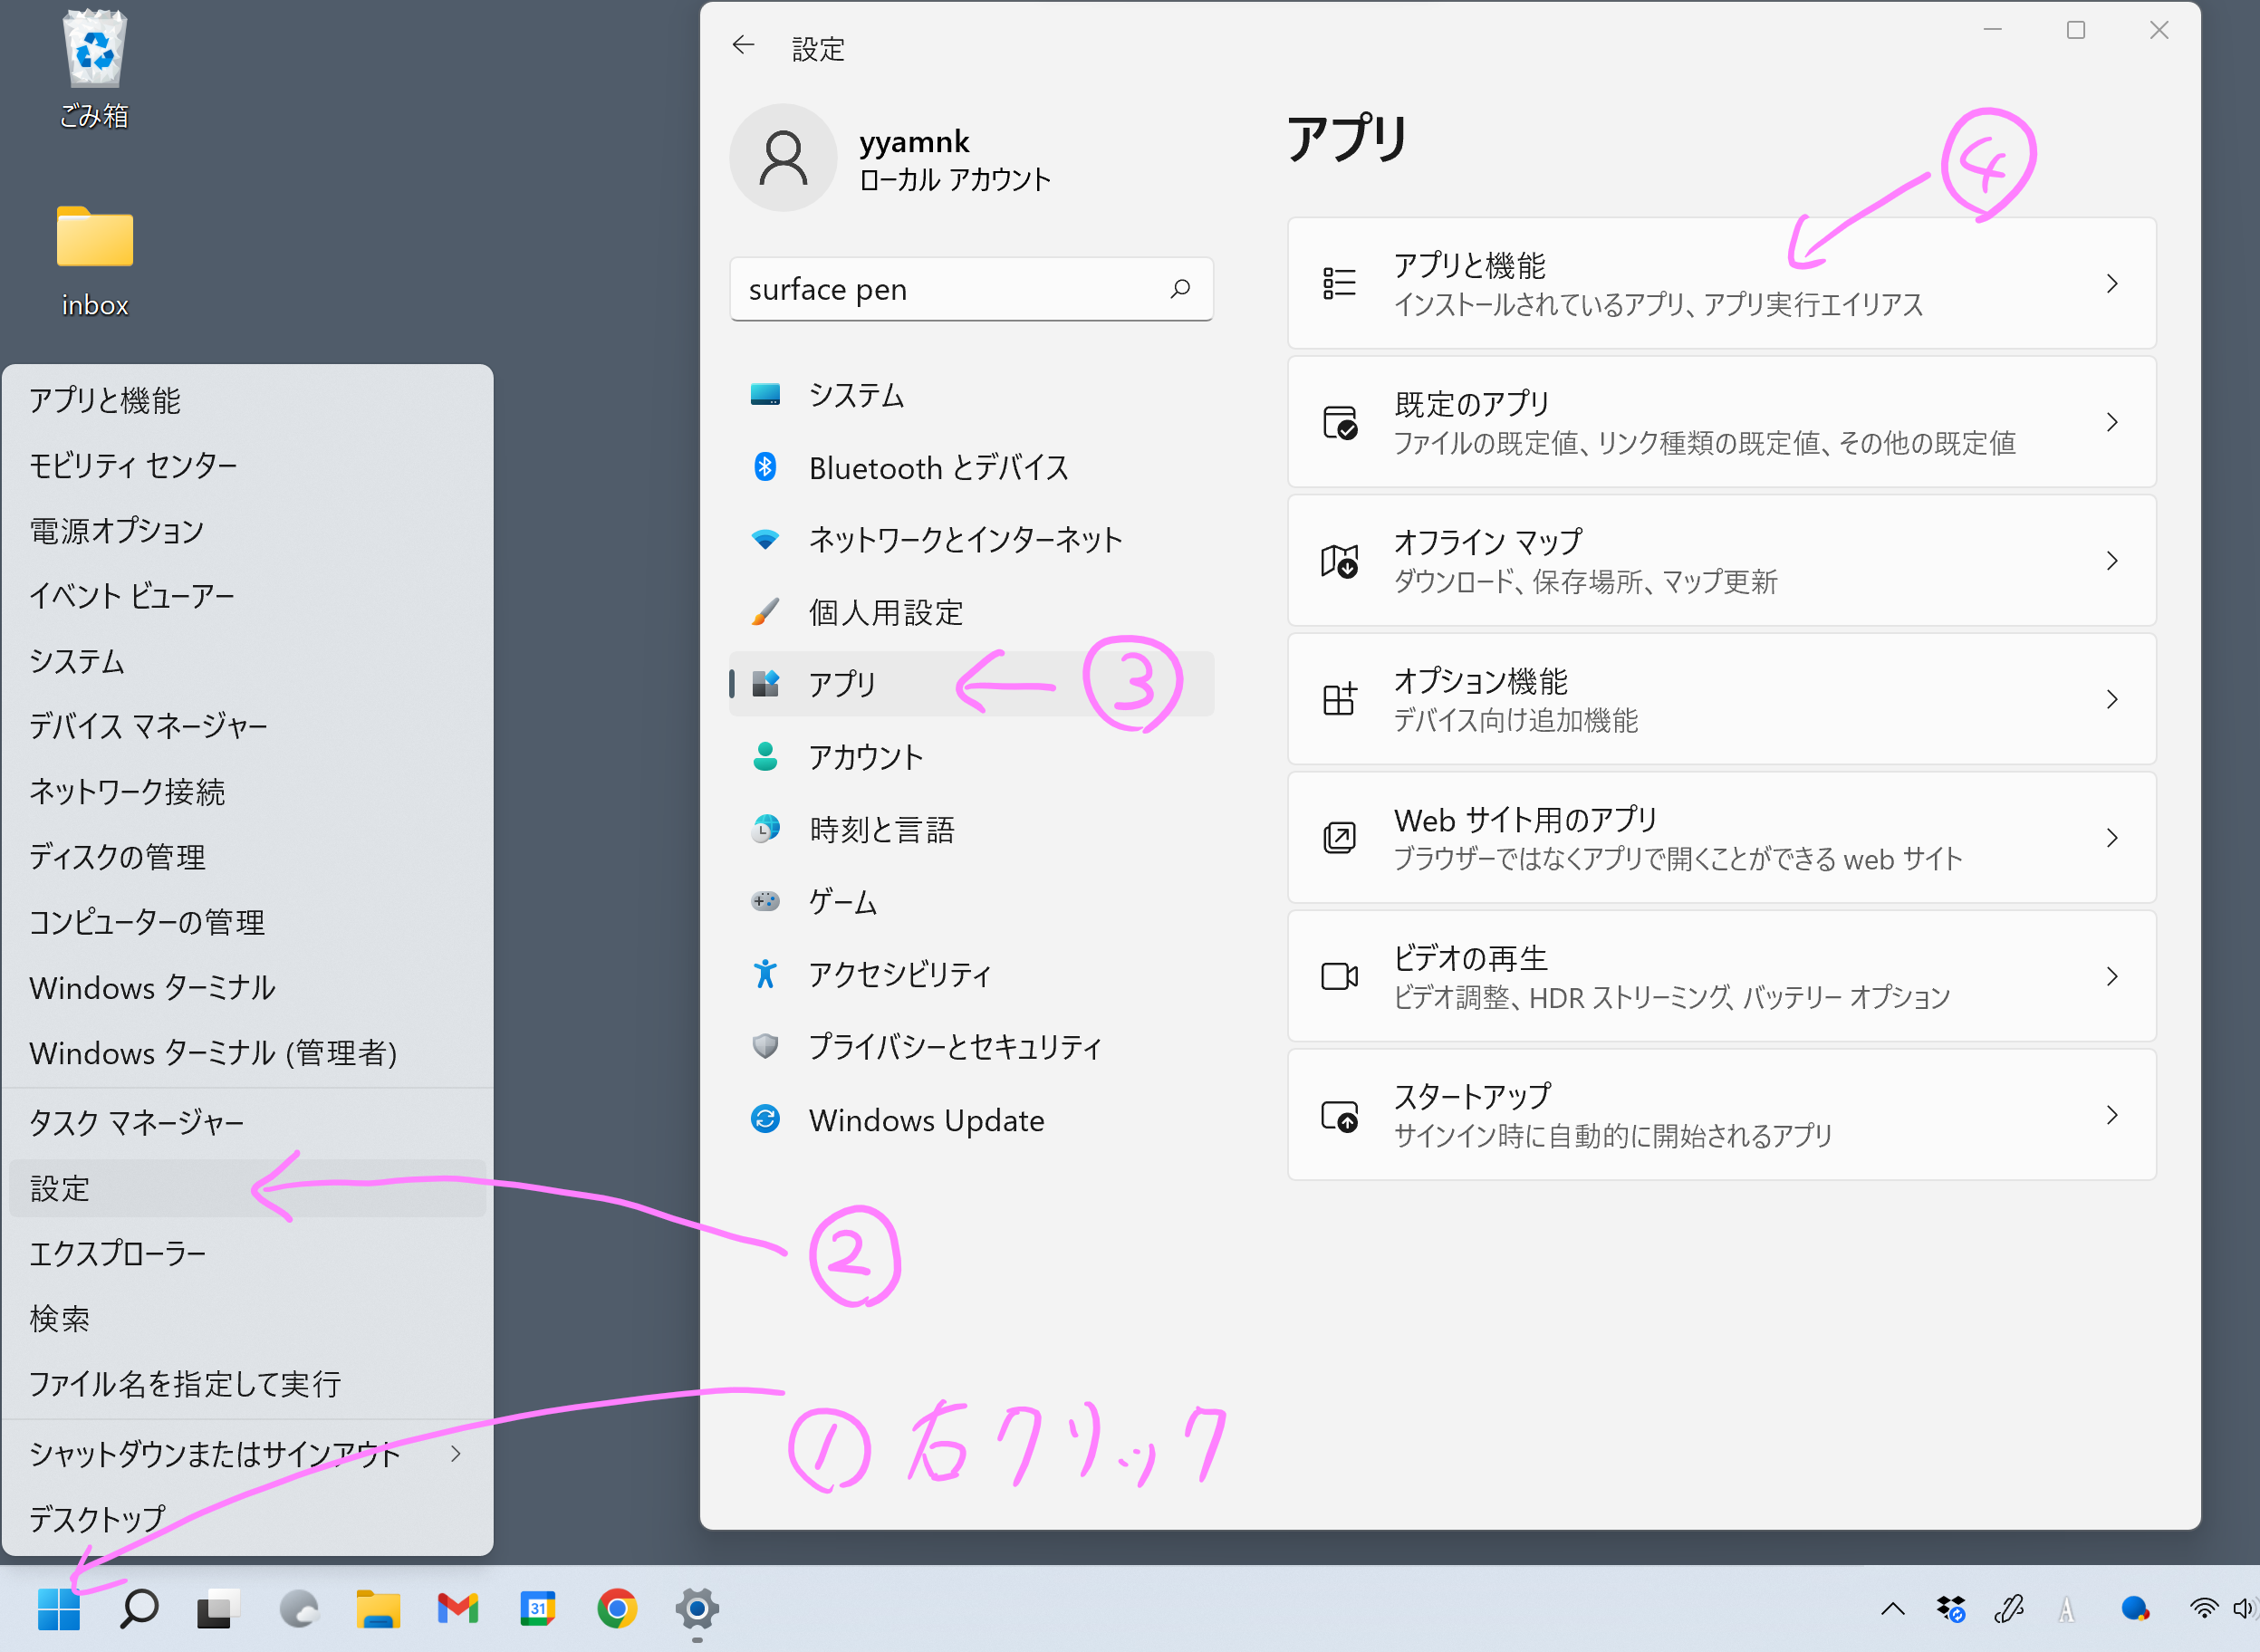 ごみ箱
inbox
アプリと機能
モビリティ センター
電源オプション
イベント ビューアー
システム
デバイス マネージャー
ネットワーク接続
ディスクの管理
コンピューターの管理
Windows ターミナル
Windows ターミナル (管理者)
タスク マネージャー
設定
エクスプローラー
検索
ファイル名を指定して実行
シャットダウンまたはサインアウト
デスクトップ
設定
yyamnk
ローカル アカウント
surface pen
システム
Bluetooth とデバイス
ネットワークとインターネット
個人用設定
アプリ
③
アカウント
時刻と言語
ゲーム
アクセシビリティ
プライバシーとセキュリティ
Windows Update
②
①右クリック
アプリ
④
アプリと機能
インストールされているアプリ、アプリ実行エイリアス
既定のアプリ
ファイルの既定値、リンク種類の既定値、その他の既定値
オフライン マップ
ダウンロード、保存場所、マップ更新
オプション機能
デバイス向け追加機能
Web サイト用のアプリ
ブラウザーではなくアプリで開くことができる web サイト
ビデオの再生
ビデオ調整、HDR ストリーミング、バッテリー オプション
スタートアップ
サインイン時に自動的に開始されるアプリ
31
A